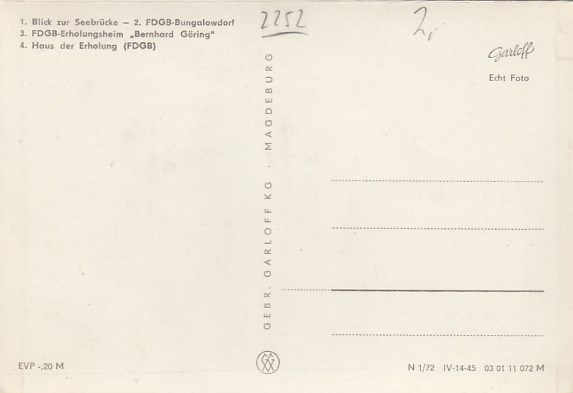 1. Blick zur Seebrücke – 2. FDGB-Bungalowdorf
3. FDGB-Erholungsheim „Bernhard Göring"
4. Haus der Erholung (FDGB)
2252
2,
Garloff
Echt Foto
GEBR. GARLOFF KG · MAGDEBURG
EVP -,20 M
N 1/72 IV-14-45 03 01 11 072 M